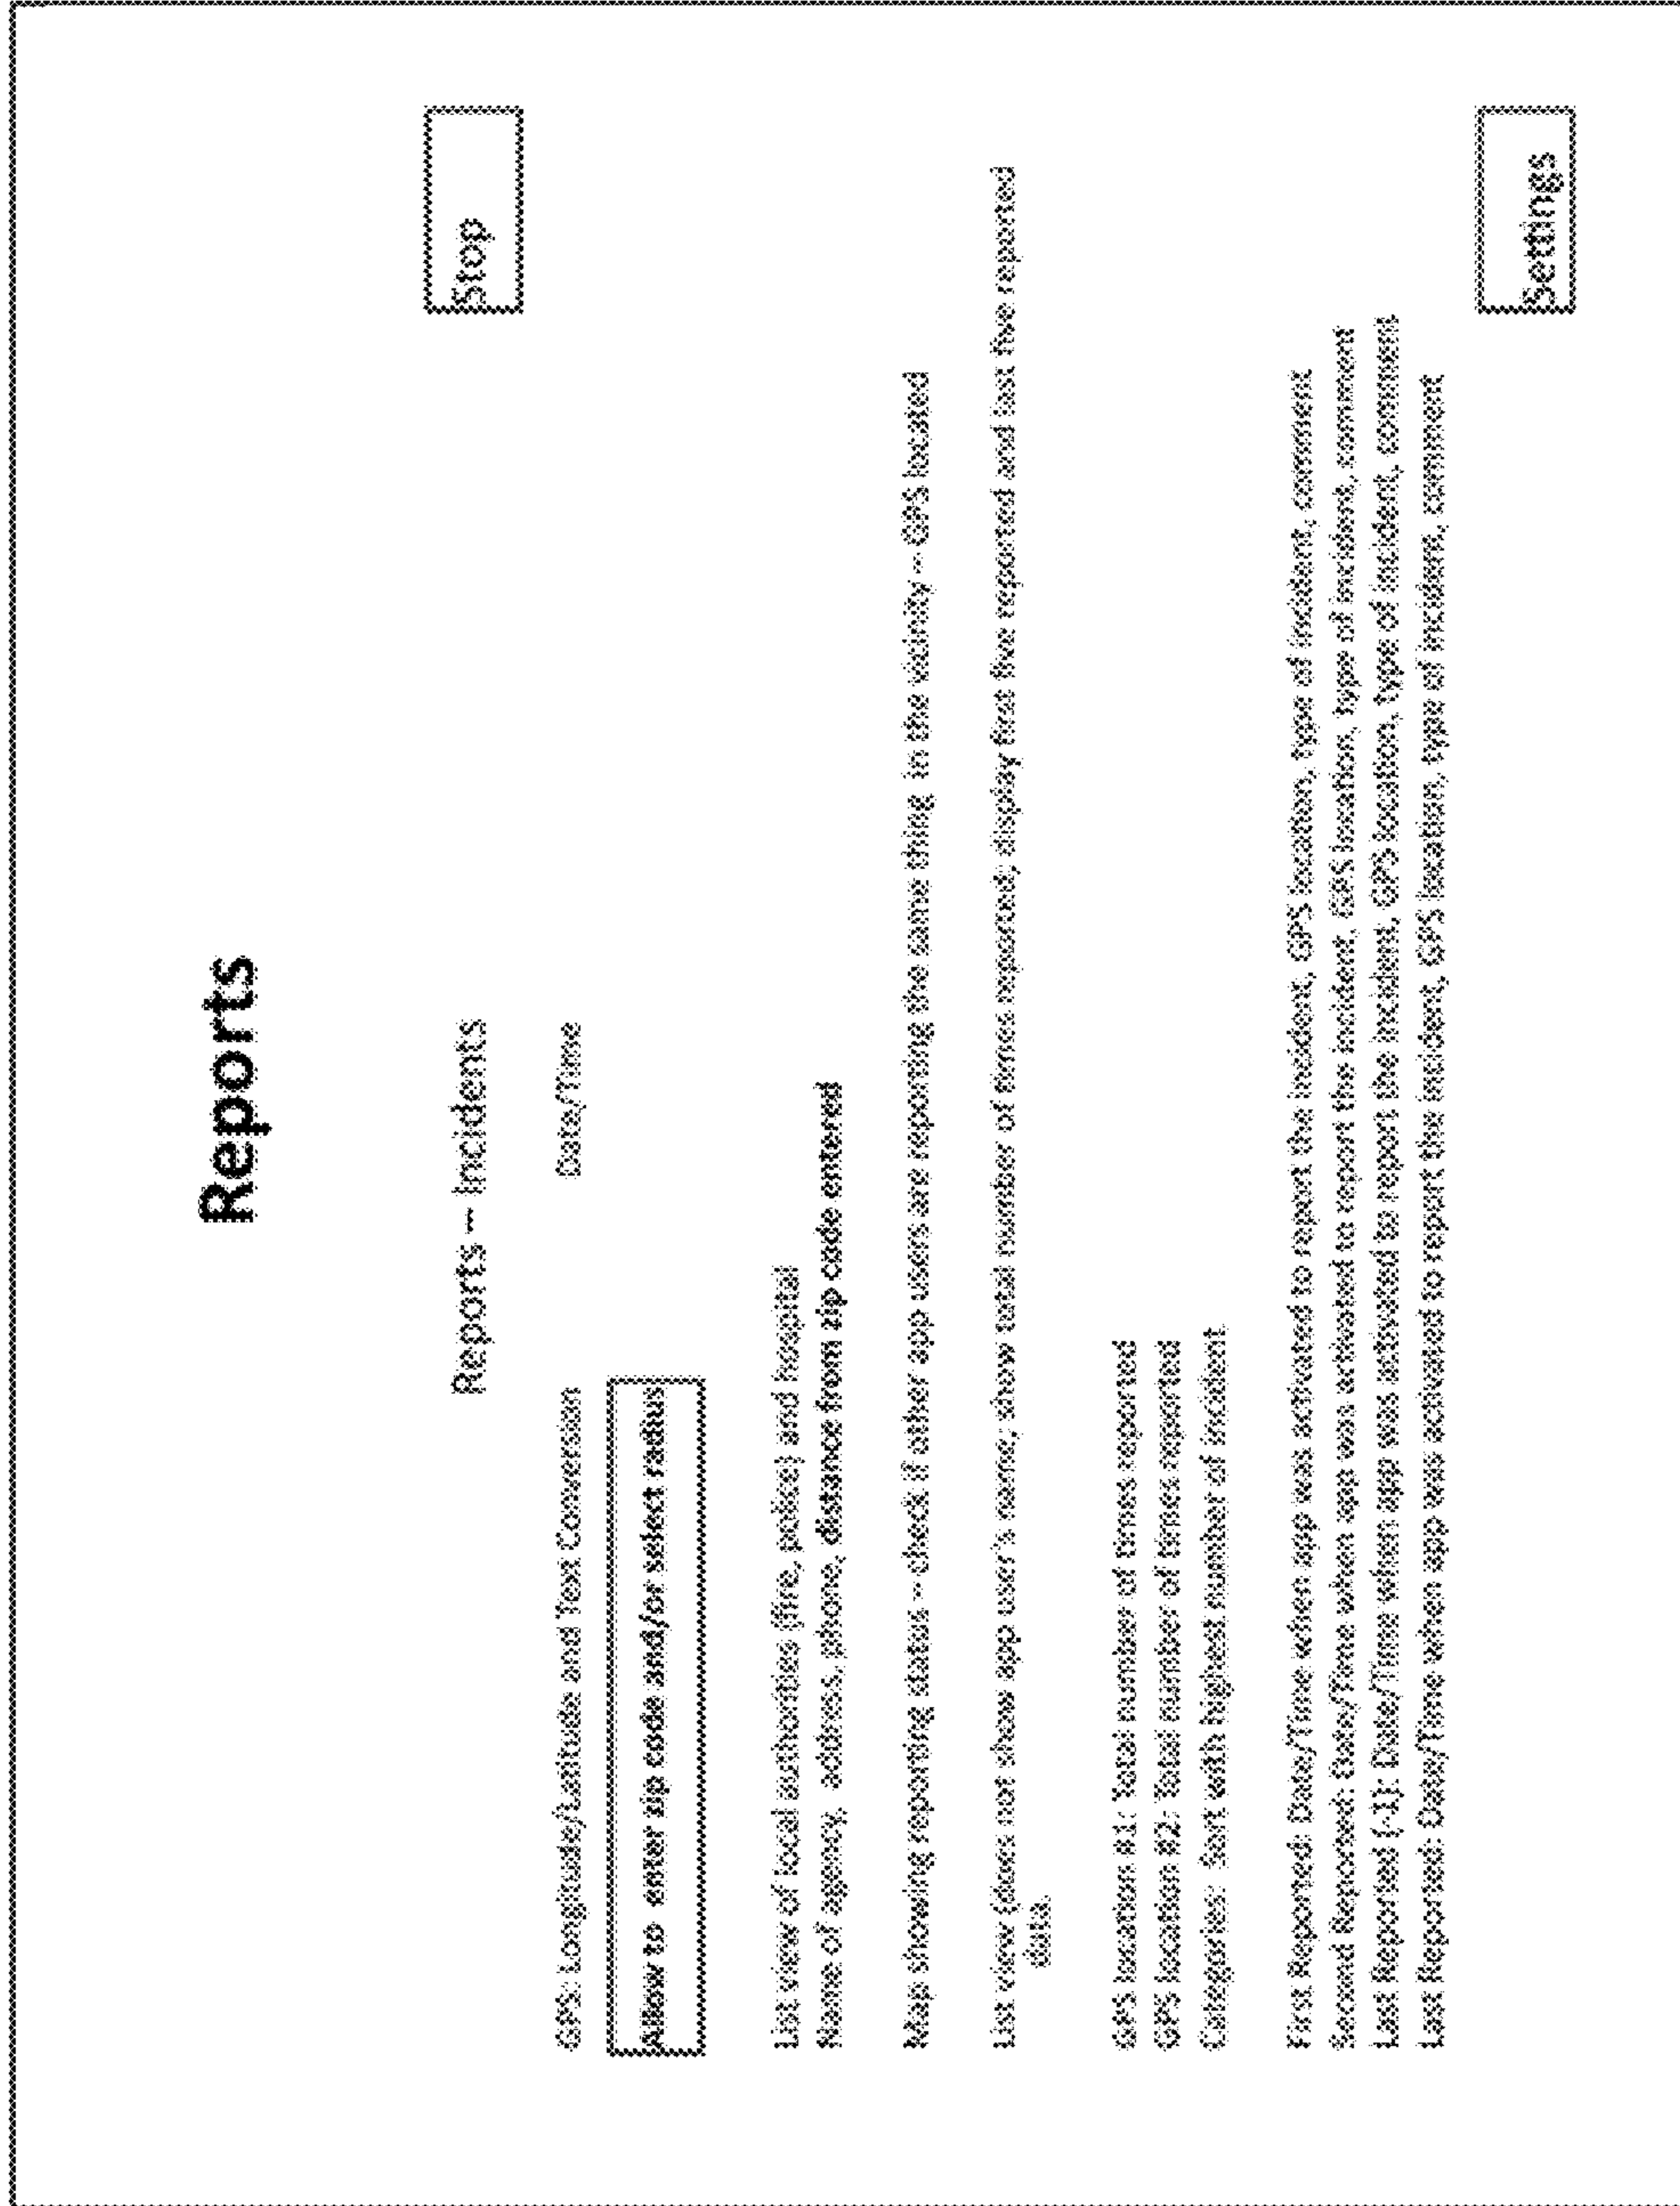 Reports
Reports – Incidents
Stop
GPS: Longitude/Latitude and Text Conversion
Date/Time
Allow to enter zip code and/or select radius
List view of local authorities (fire, police) and hospital
Name of agency, address, phone, distance from zip code entered
Map showing reporting status – check if other app users are reporting the same thing in the vicinity – GPS located
List view (does not show app user's name; show total number of times reported; display first five reported and last five reported
data.
GPS location #1: Total number of times reported
GPS location #2: Total number of times reported
Categories: Sort with highest number of incident
First Reported: Date/Time when app was activated to report the incident, GPS location, type of incident, comment
Second Reported: Date/Time when app was activated to report the incident, GPS location, type of incident, comment
Last Reported (-1): Date/Time when app was activated to report the incident, GPS location, type of incident, comment
Last Reported: Date/Time when app was activated to report the incident, GPS location, type of incident, comment
Settings